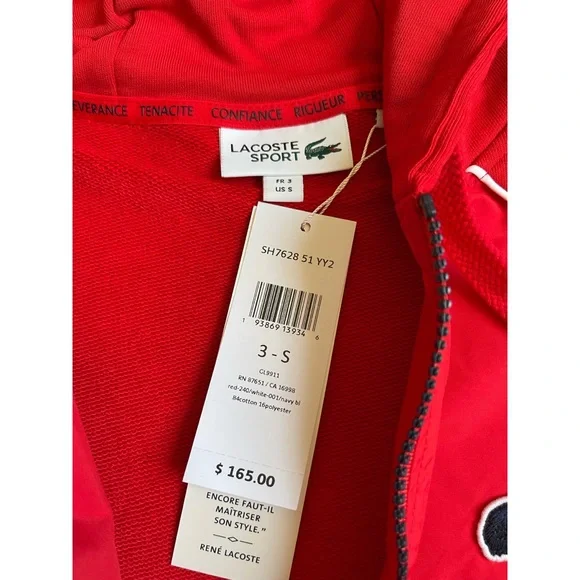 EVERANCE TENACITE CONFIANCE RIGUEUR PER
LACOSTE
SPORT
FR 3
US S
SH7628 51 YY2
1 93869 13934 6
3 - S
GL8911
RN 87651 / CA 16998
red-240/white-001/navy bl
84cotton 16polyester
$ 165.00
ENCORE FAUT-IL
MAÎTRISER
SON STYLE."
RENÉ LACOSTE